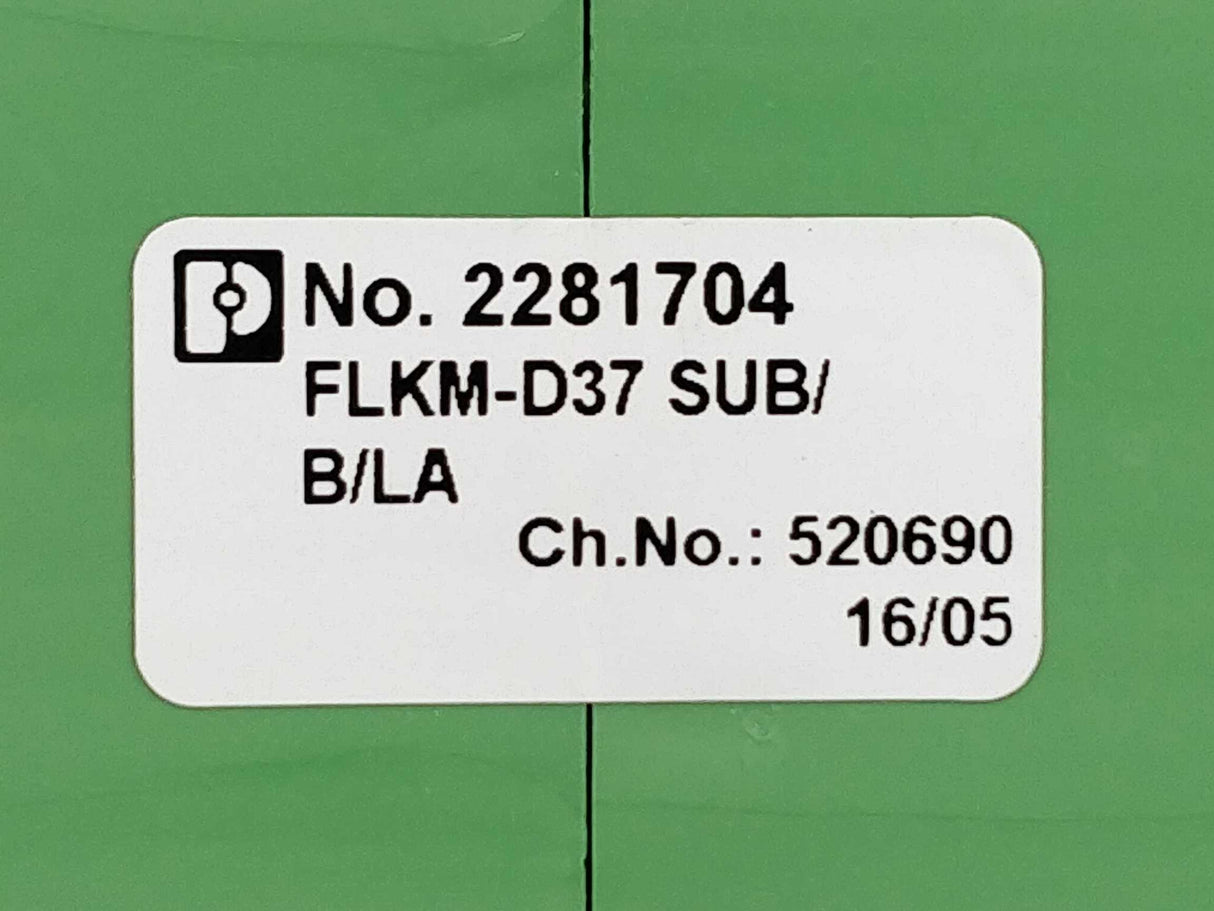 No. 2281704
FLKM-D37 SUB/
B/LA
Ch.No.: 520690
16/05